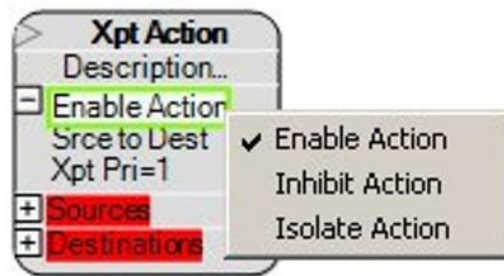 Xpt Action
Description...
Enable Action
Srce to Dest
Xpt Pri=1
Sources
Destinations
Enable Action
Inhibit Action
Isolate Action